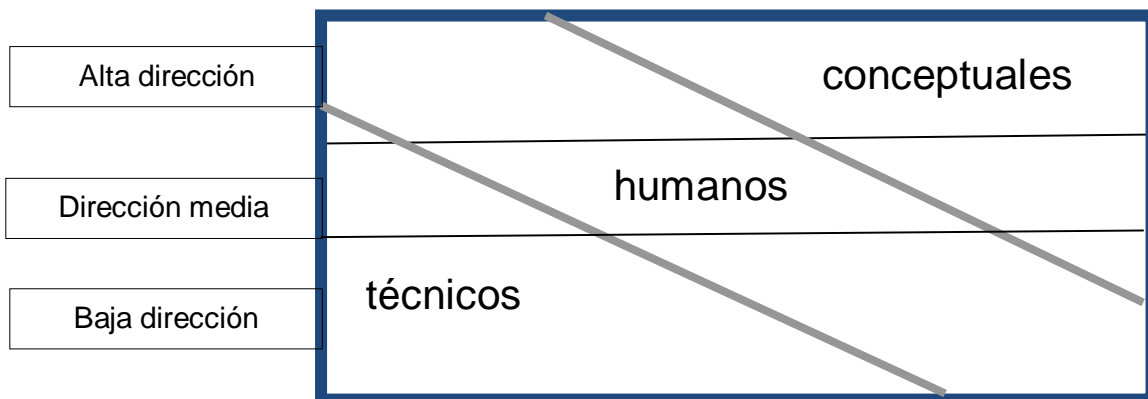 Alta dirección
conceptuales
Dirección media
humanos
Baja dirección
técnicos